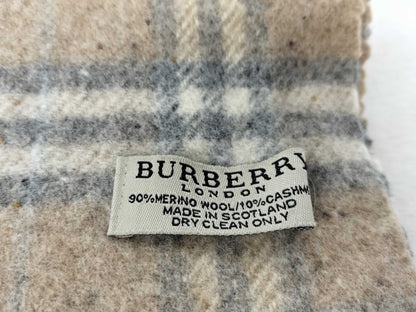 BURBERRY
LONDON
90%MERINO WOOL/10%CASHM
MADE IN SCOTLAND
DRY CLEAN ONLY